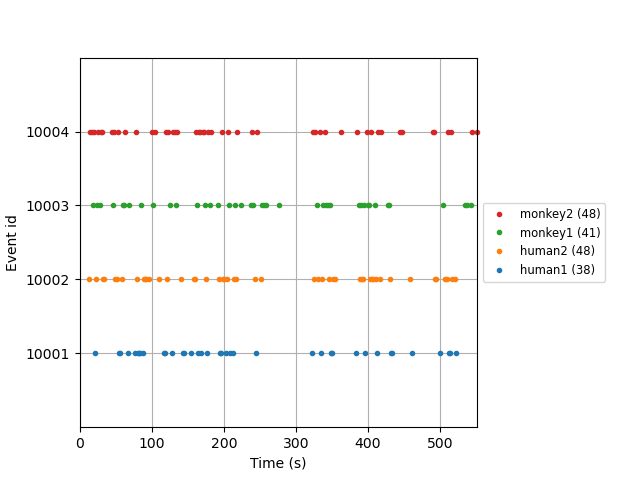 10004
10003
10002
10001
Event id
0 100 200 300 400 500
Time (s)
monkey2 (48)
monkey1 (41)
human2 (48)
human1 (38)